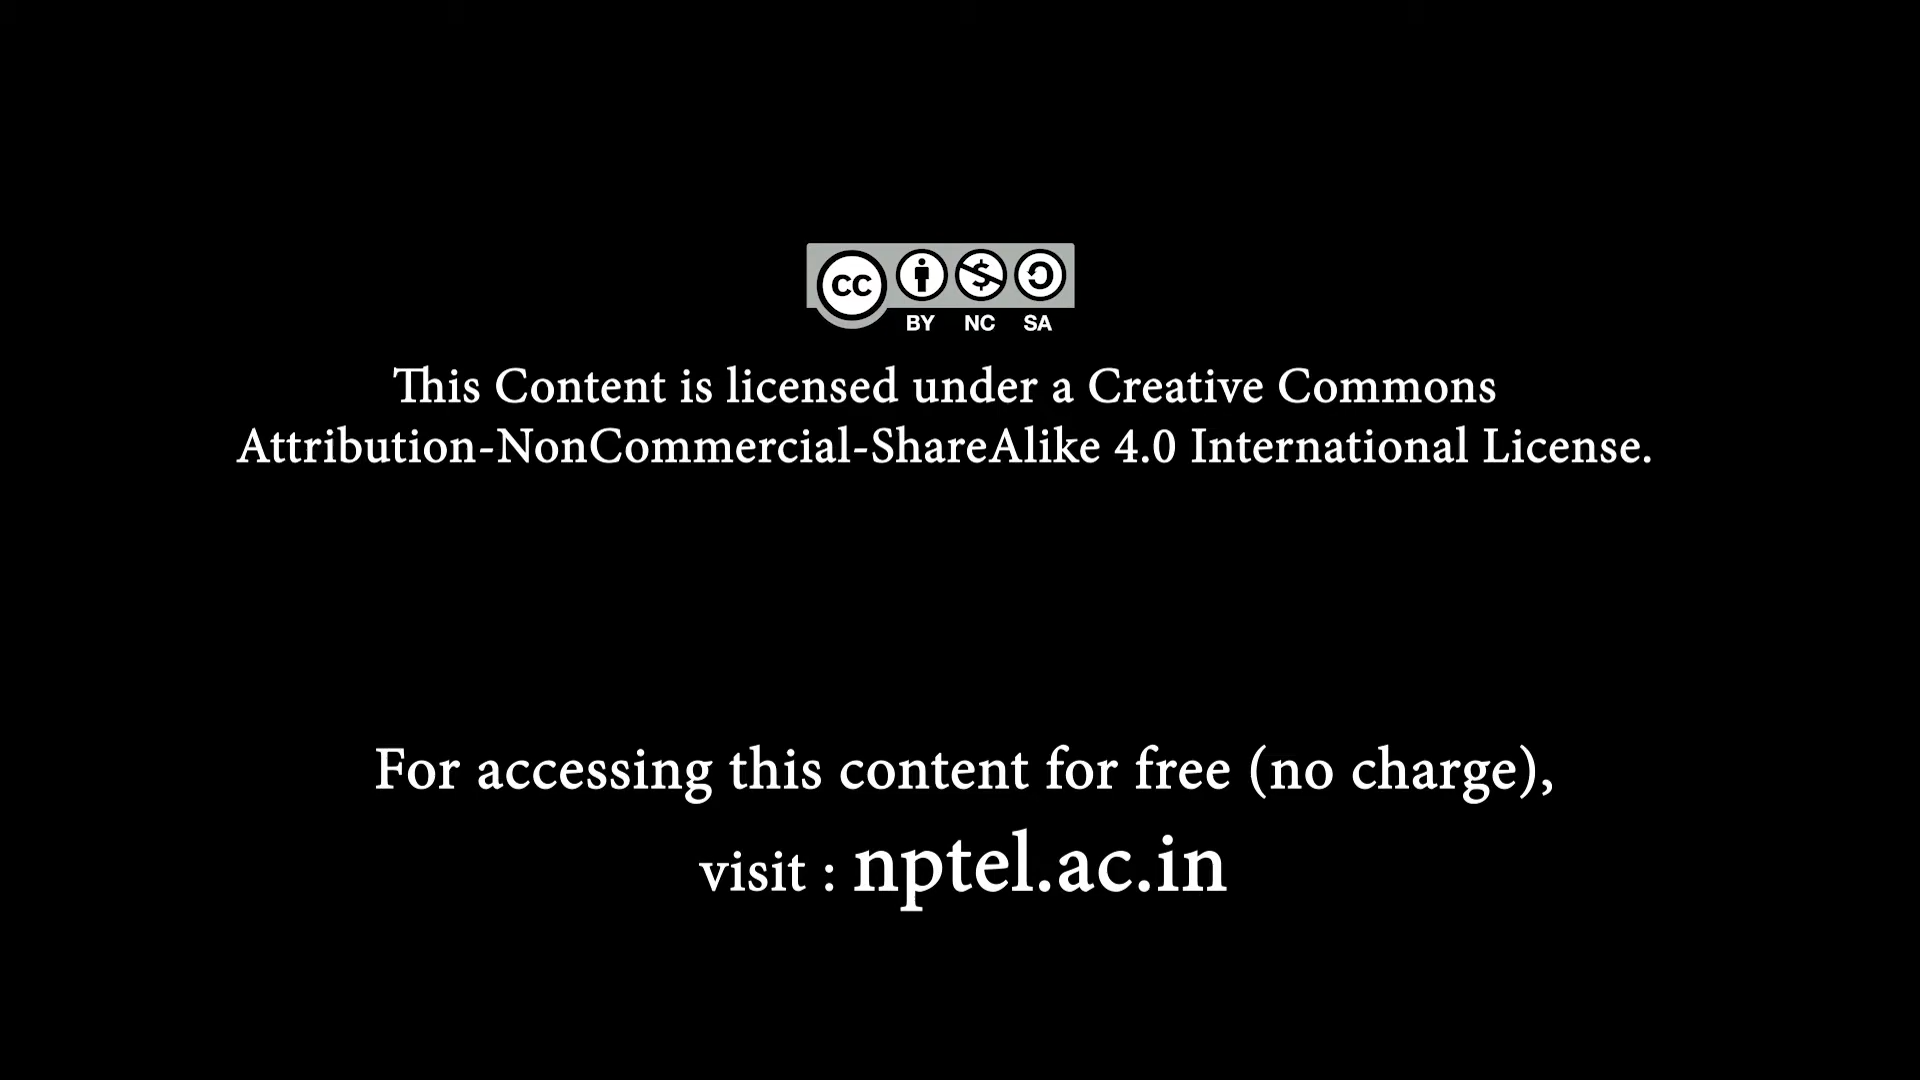 cc
BY NC SA
This Content is licensed under a Creative Commons
Attribution-NonCommercial-ShareAlike 4.0 International License.
For accessing this content for free (no charge),
visit : nptel.ac.in